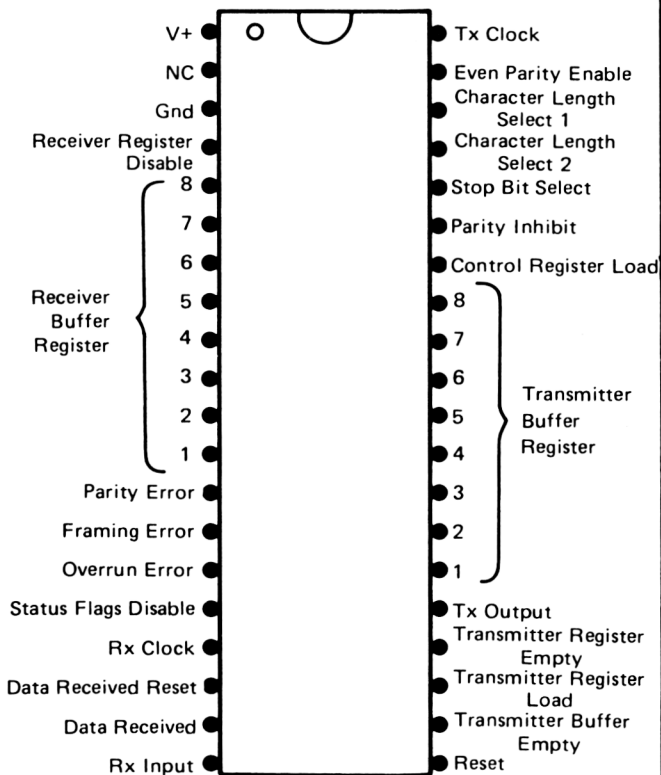 V+
NC
Gnd
Receiver Register
Disable
8
7
6
5
4
3
2
1
Receiver
Buffer
Register
Parity Error
Framing Error
Overrun Error
Status Flags Disable
Rx Clock
Data Received Reset
Data Received
Rx Input
Tx Clock
Even Parity Enable
Character Length
Select 1
Character Length
Select 2
Stop Bit Select
Parity Inhibit
Control Register Load
8
7
6
5
4
3
2
1
Transmitter
Buffer
Register
Tx Output
Transmitter Register
Empty
Transmitter Register
Load
Transmitter Buffer
Empty
Reset